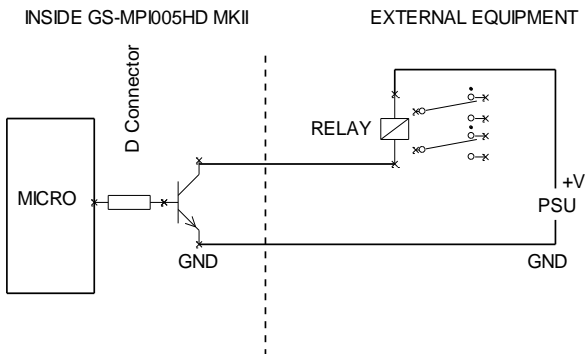 INSIDE GS-MPI005HD MKII
EXTERNAL EQUIPMENT
D Connector
RELAY
MICRO
+V
PSU
GND
GND